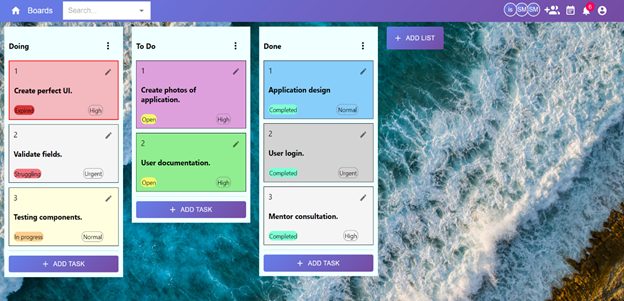 Boards
Search...
is
SM
SM
6
Doing
1
Create perfect UI.
Expired
High
2
Validate fields.
Struggling
Urgent
3
Testing components.
In progress
Normal
+ ADD TASK
To Do
1
Create photos of
application.
Open
High
2
User documentation.
Open
High
+ ADD TASK
Done
1
Application design
Completed
Normal
2
User login.
Completed
Urgent
3
Mentor consultation.
Completed
High
+ ADD TASK
+ ADD LIST